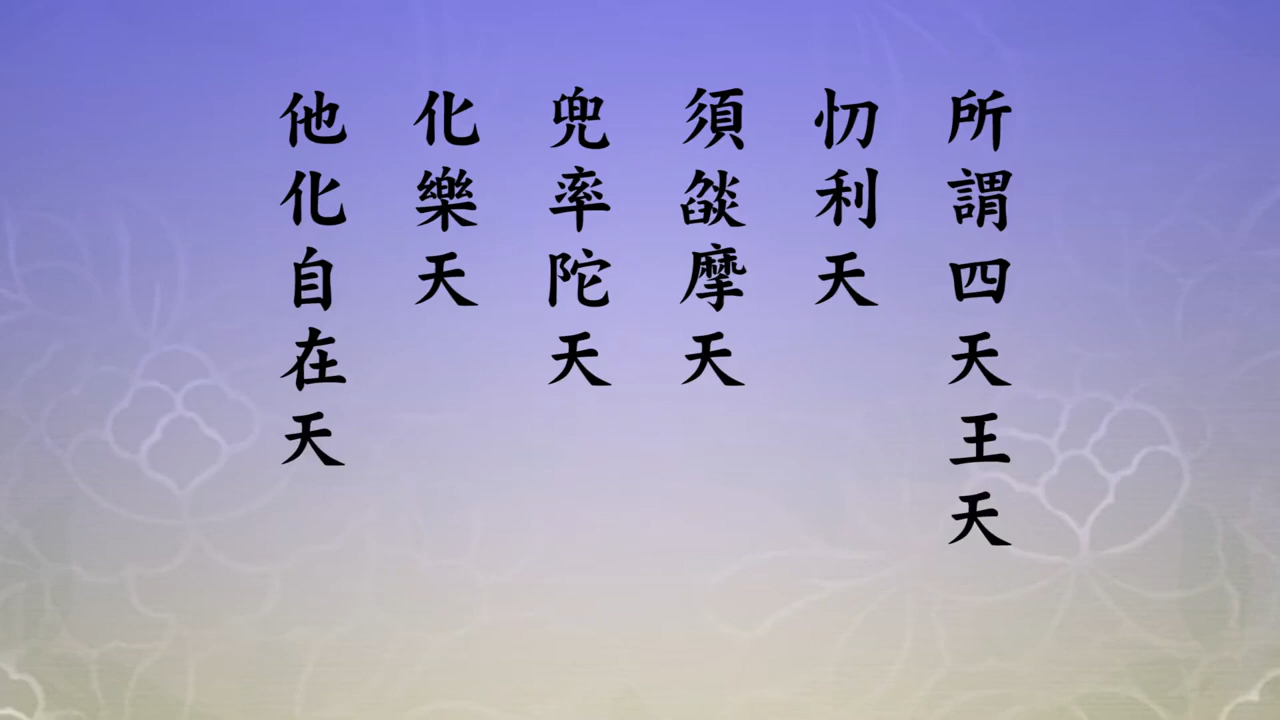 所謂四天王天
忉利天
須燄摩天
兜率陀天
化樂天
他化自在天